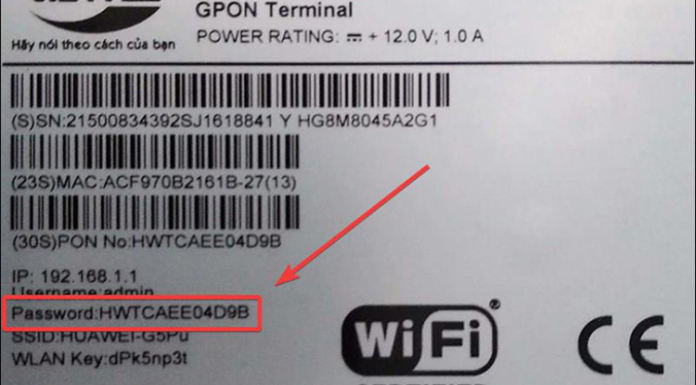 GPON Terminal
Hãy nói theo cách của bạn
POWER RATING: ⎓ + 12.0 V; 1.0 A
(S)SN:21500834392SJ1618841 Y HG8M8045A2G1
(23S)MAC:ACF970B2161B-27(13)
(30S)PON No:HWTCAEE04D9B
IP: 192.168.1.1
Username:admin
Password:HWTCAEE04D9B
SSID:HUAWEI-G5Pu
WLAN Key:dPk5np3t
WiFi®
CE